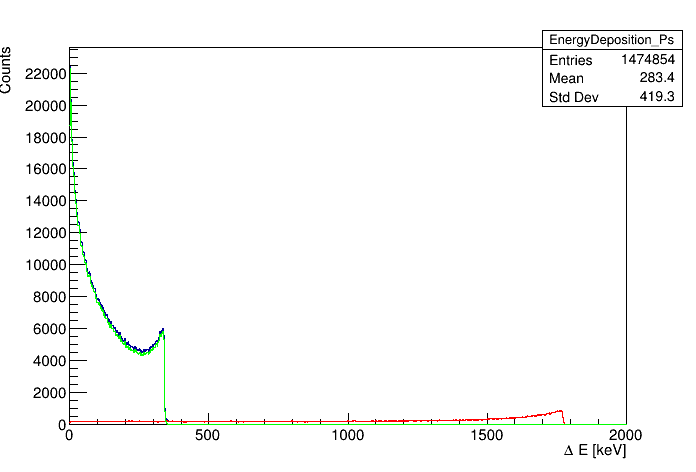 EnergyDeposition_Ps
Entries 1474854
Mean 283.4
Std Dev 419.3
Counts
22000
20000
18000
16000
14000
12000
10000
8000
6000
4000
2000
0
0 500 1000 1500 2000
Δ E [keV]